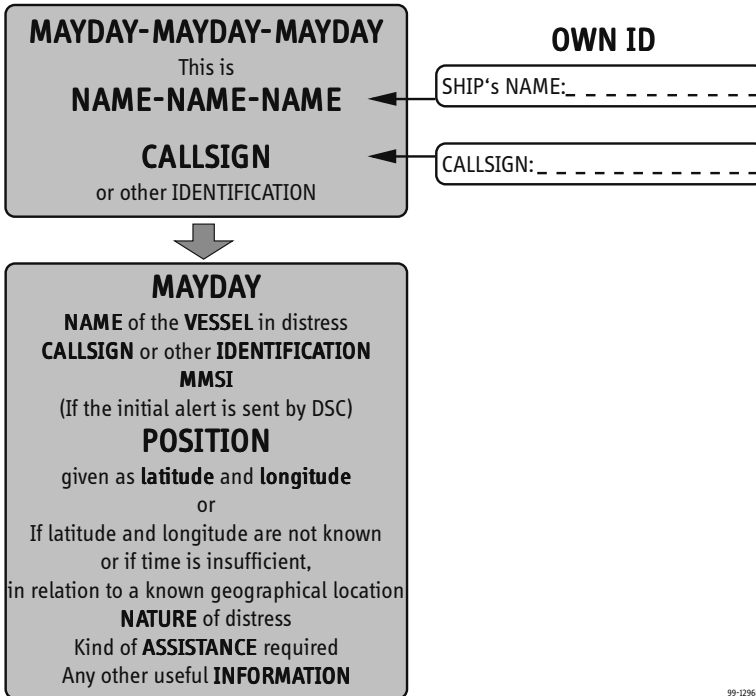 MAYDAY-MAYDAY-MAYDAY
This is
NAME-NAME-NAME
CALLSIGN
or other IDENTIFICATION
OWN ID
SHIP‘s NAME:_ _ _ _ _ _ _ _ _ _ _
CALLSIGN:_ _ _ _ _ _ _ _ _ _ _ _ _
MAYDAY
NAME of the VESSEL in distress
CALLSIGN or other IDENTIFICATION
MMSI
(If the initial alert is sent by DSC)
POSITION
given as latitude and longitude
or
If latitude and longitude are not known
or if time is insufficient,
in relation to a known geographical location
NATURE of distress
Kind of ASSISTANCE required
Any other useful INFORMATION
99-1296